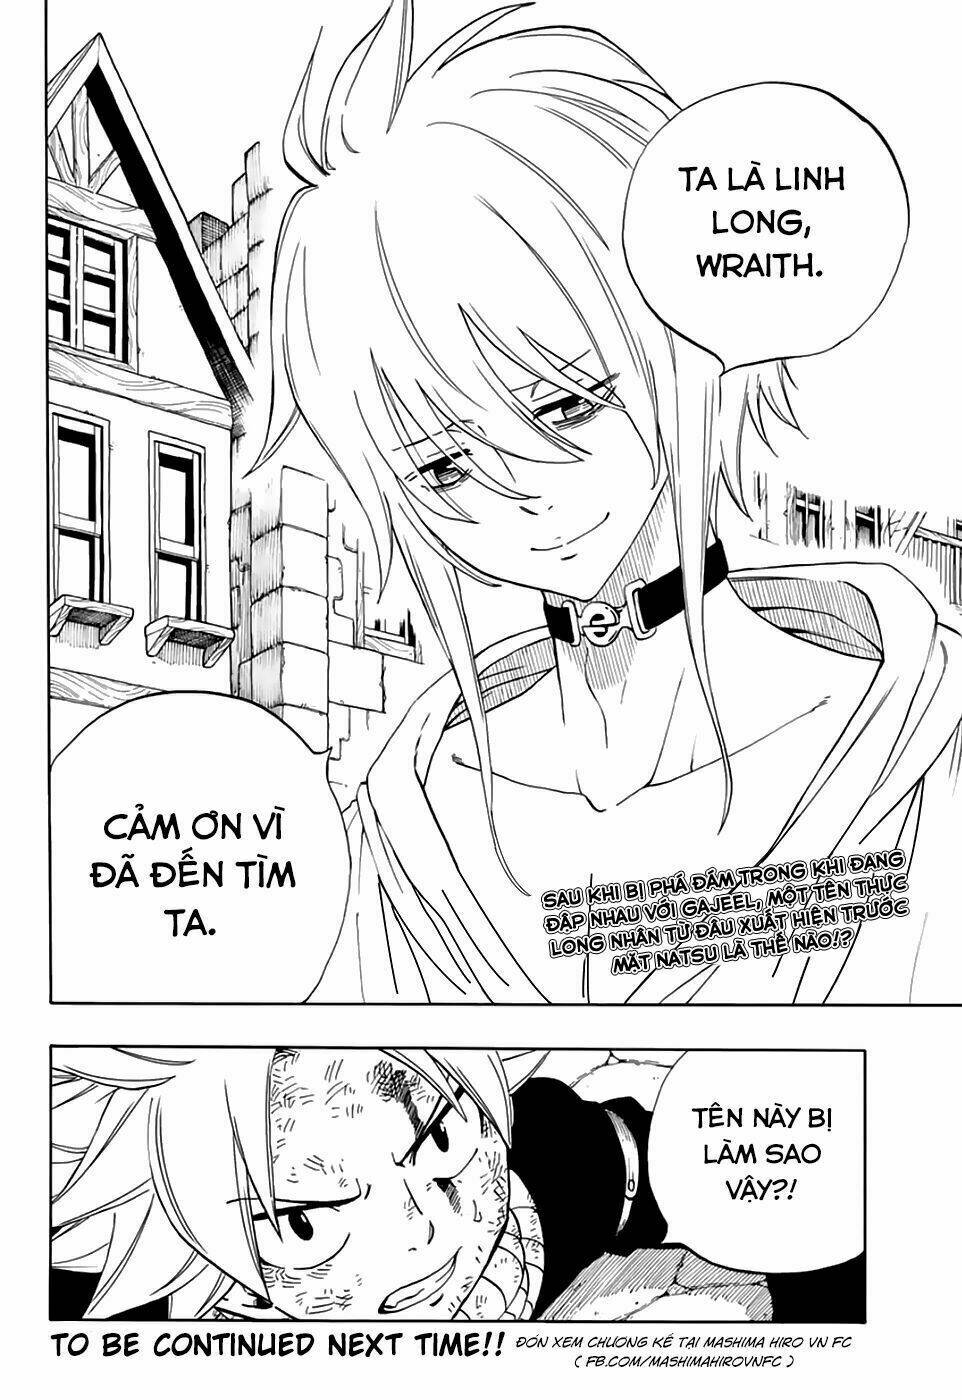 TA LÀ LINH
LONG,
WRAITH.
CẢM ƠN VÌ
ĐÃ ĐẾN TÌM
TA.
SAU KHI BỊ PHÁ ĐÁM TRONG KHI ĐANG
ĐẬP NHAU VỚI GAJEEL, MỘT TÊN THỰC
LONG NHÂN TỪ ĐÂU XUẤT HIỆN TRƯỚC
MẶT NATSU LÀ THẾ NÀO!?
TÊN NÀY BỊ
LÀM SAO
VẬY?!
TO BE CONTINUED NEXT TIME!!
ĐÓN XEM CHƯƠNG KẾ TẠI MASHIMA HIRO VN FC
( FB.COM/MASHIMAHIROVNFC )